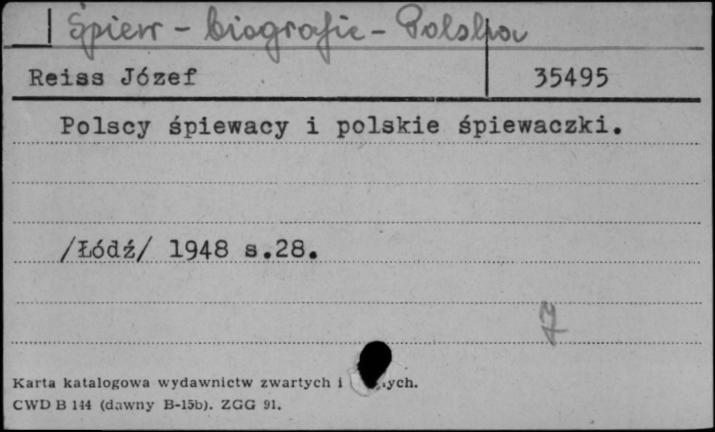 Śpiew - biografie - Polska
Reiss Józef 35495
Polscy śpiewacy i polskie śpiewaczki.
/Łódź/ 1948 s.28.
Karta katalogowa wydawnictw zwartych i
CWD B 144 (dawny B-15b). ZGG 91.